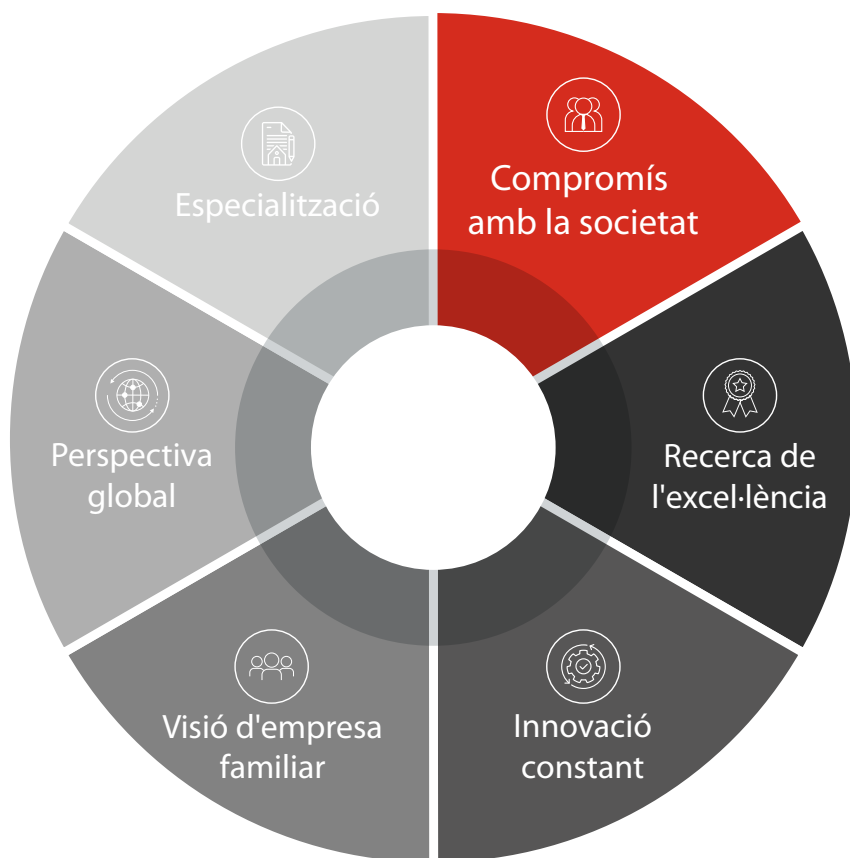 Especialització
Compromís
amb la societat
Perspectiva
global
Recerca de
l'excel·lència
Visió d'empresa
familiar
Innovació
constant